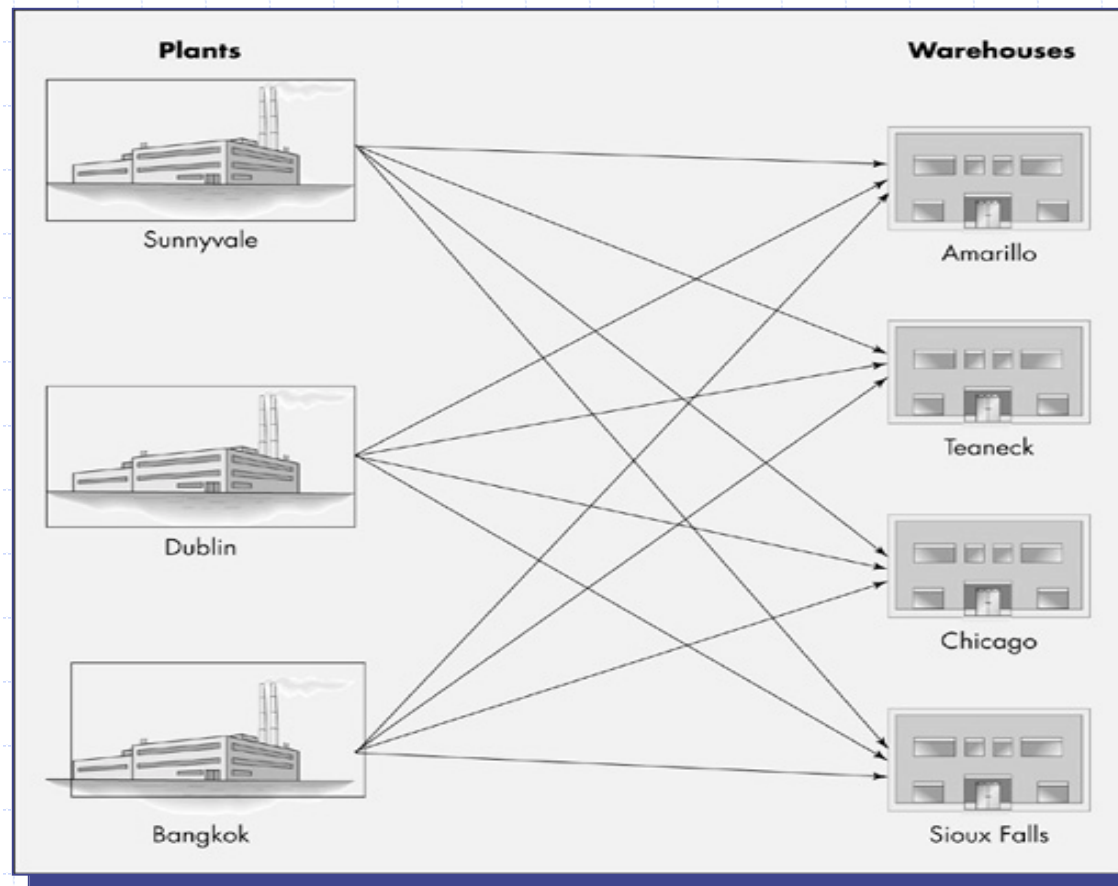 Plants
Warehouses
Sunnyvale
Amarillo
Teaneck
Dublin
Chicago
Bangkok
Sioux Falls